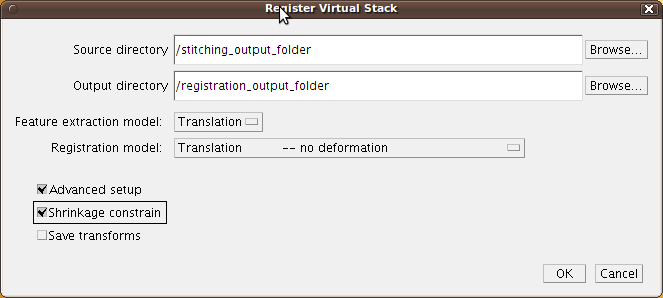 Register Virtual Stack
Source directory /stitching_output_folder Browse...
Output directory /registration_output_folder Browse...
Feature extraction model: Translation
Registration model: Translation -- no deformation
Advanced setup
Shrinkage constrain
Save transforms
OK Cancel